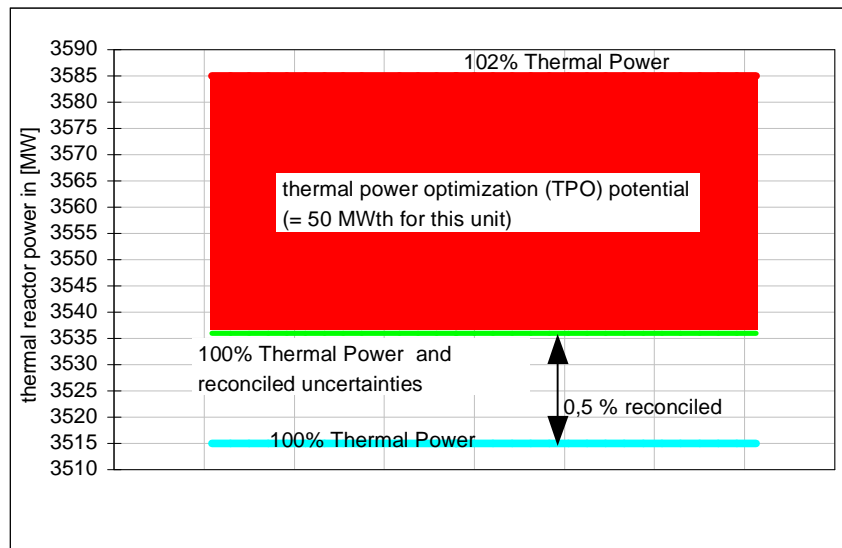 3590
102% Thermal Power
3585
3580
3575
3570
3565
thermal power optimization (TPO) potential
3560
(= 50 MWth for this unit)
3555
3550
3545
3540
3535
100% Thermal Power and
3530
reconciled uncertainties
3525
0,5 % reconciled
3520
3515
100% Thermal Power
3510
thermal reactor power in [MW]